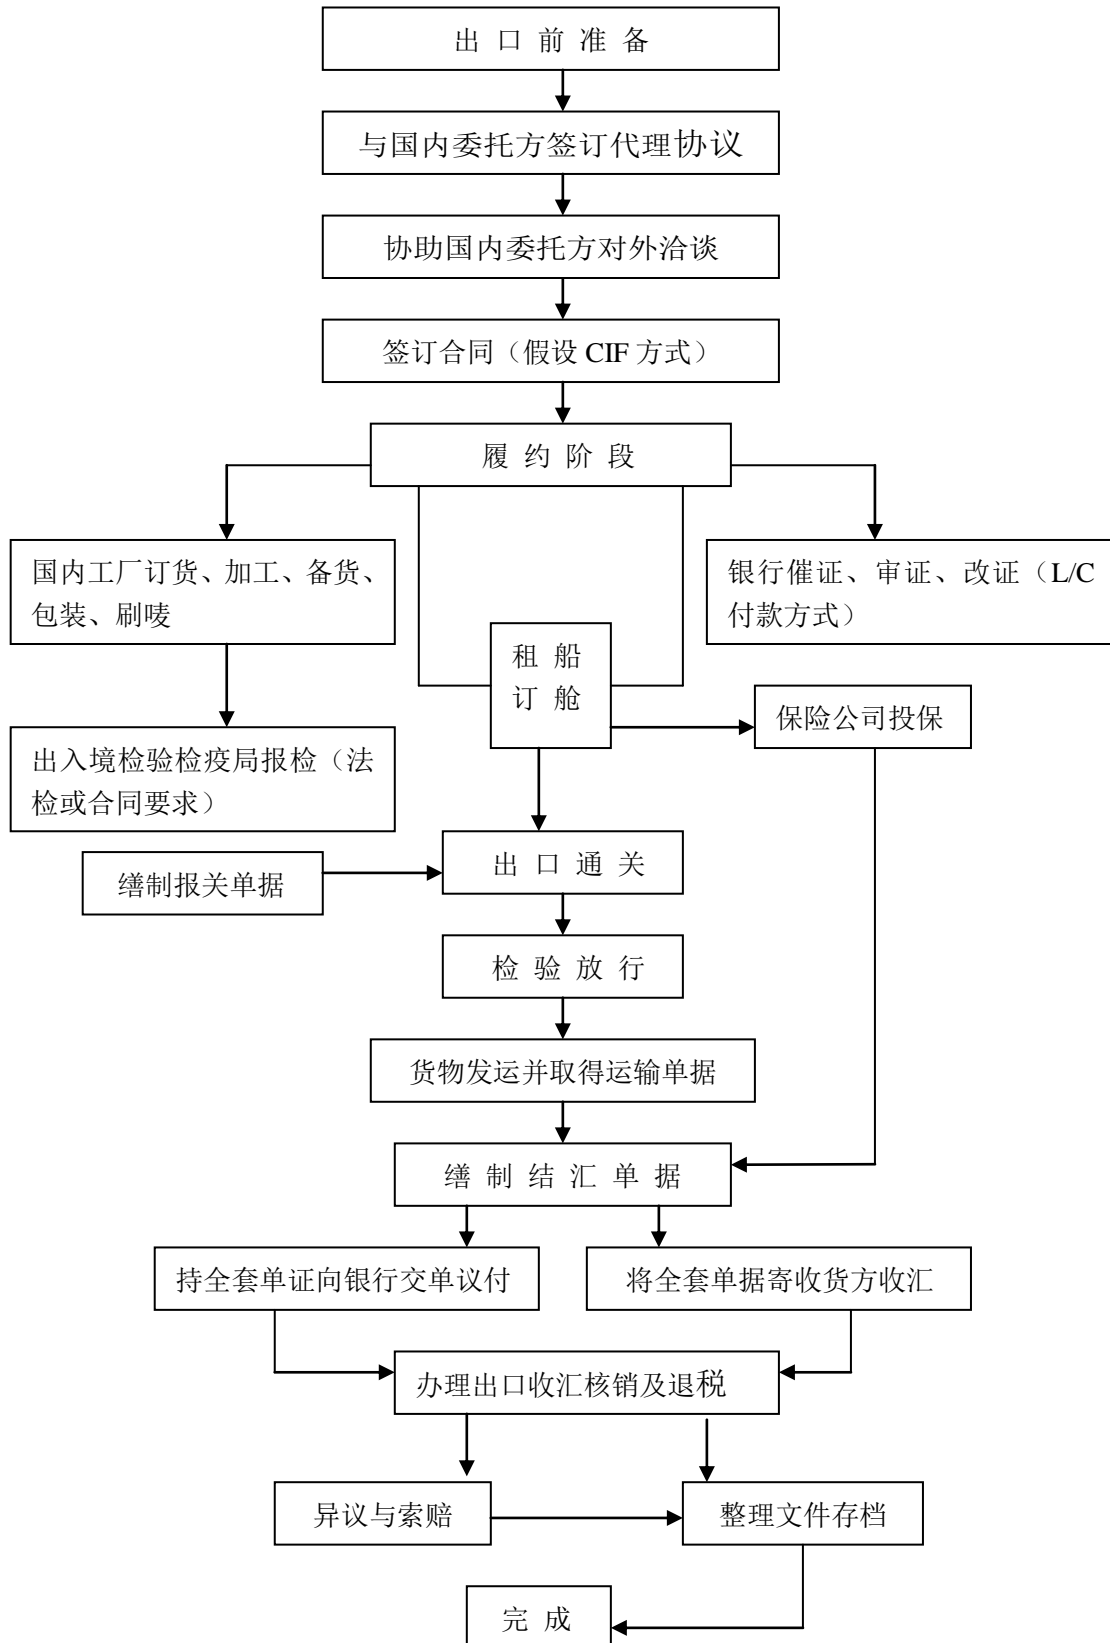 出 口 前 准 备
与国内委托方签订代理协议
协助国内委托方对外洽谈
签订合同（假设 CIF 方式）
履 约 阶 段
国内工厂订货、加工、备货、
包装、刷唛
银行催证、审证、改证（L/C
付款方式）
租 船
订 舱
保险公司投保
出入境检验检疫局报检（法
检或合同要求）
出 口 通 关
缮制报关单据
检 验 放 行
货物发运并取得运输单据
缮 制 结 汇 单 据
持全套单证向银行交单议付
将全套单据寄收货方收汇
办理出口收汇核销及退税
异议与索赔
整理文件存档
完 成